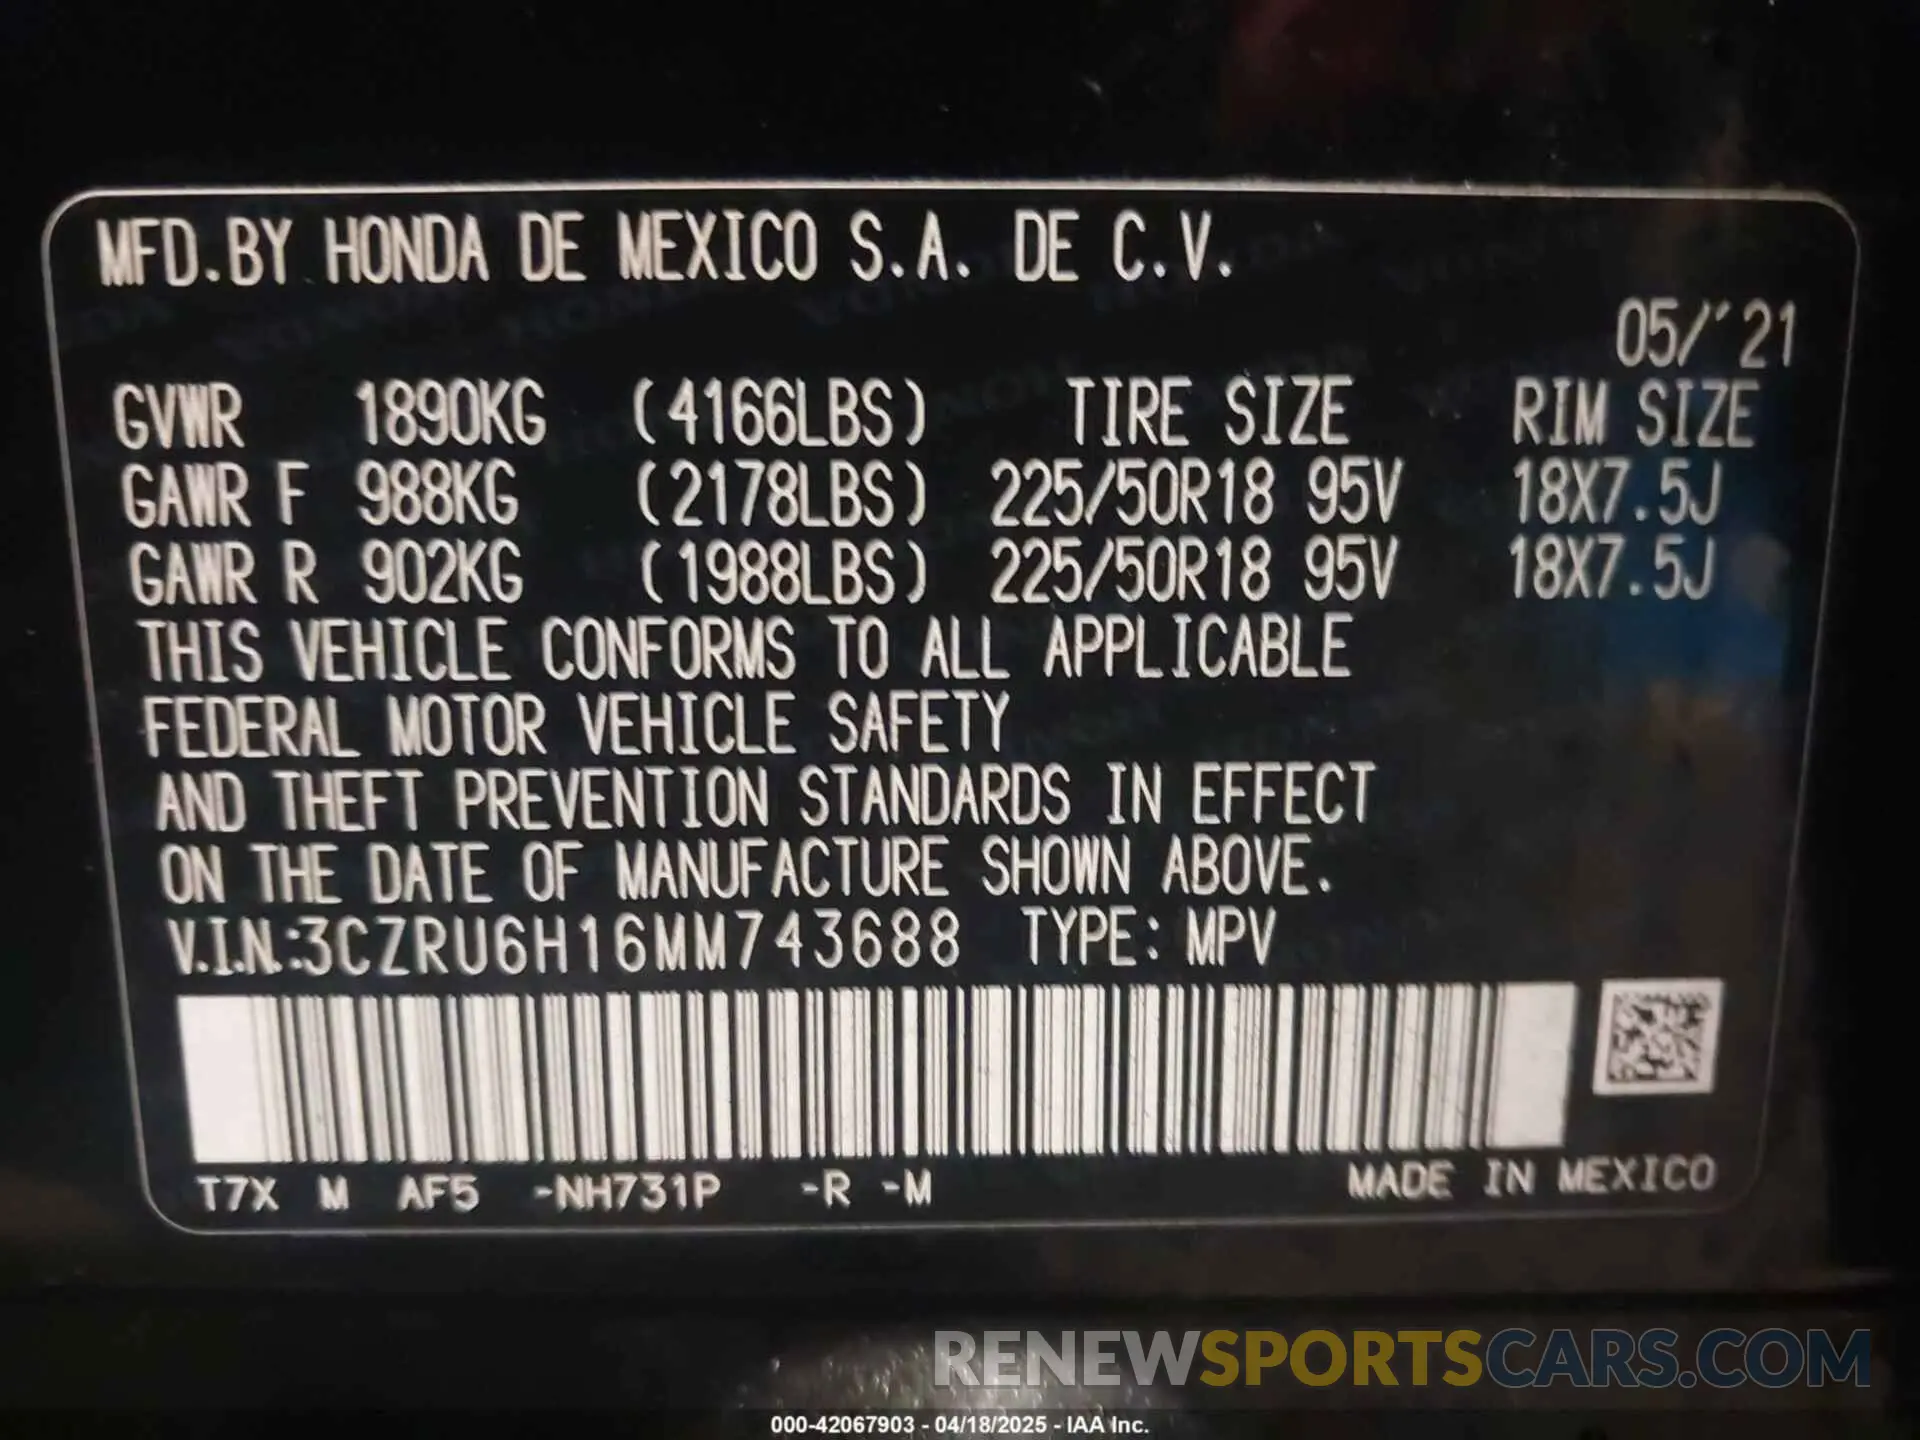 MFD.BY HONDA DE MEXICO S.A. DE C.V.
05/'21
GVWR 1890KG (4166LBS) TIRE SIZE RIM SIZE
GAWR F 988KG (2178LBS) 225/50R18 95V 18X7.5J
GAWR R 902KG (1988LBS) 225/50R18 95V 18X7.5J
THIS VEHICLE CONFORMS TO ALL APPLICABLE
FEDERAL MOTOR VEHICLE SAFETY
AND THEFT PREVENTION STANDARDS IN EFFECT
ON THE DATE OF MANUFACTURE SHOWN ABOVE.
V.I.N.:3CZRU6H16MM743688 TYPE: MPV
T7X M AF5 -NH731P -R -M MADE IN MEXICO
RENEWSPORTSCARS.COM
000-42067903 - 04/18/2025 - IAA Inc.